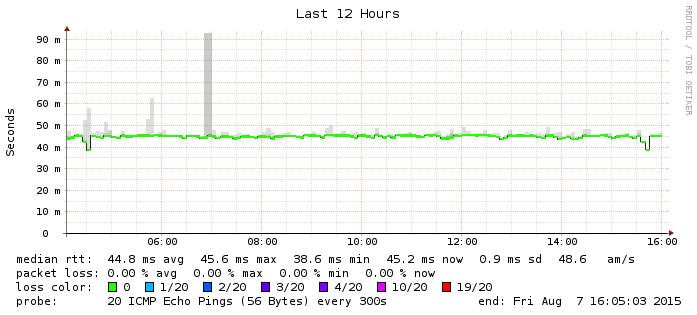 Last 12 Hours
RRDTOOL / TOBI OETIKER
Seconds
90 m
80 m
70 m
60 m
50 m
40 m
30 m
20 m
10 m
0
06:00 08:00 10:00 12:00 14:00 16:00
median rtt: 44.8 ms avg 45.6 ms max 38.6 ms min 45.2 ms now 0.9 ms sd 48.6 am/s
packet loss: 0.00 % avg 0.00 % max 0.00 % min 0.00 % now
loss color: 0 1/20 2/20 3/20 4/20 10/20 19/20
probe: 20 ICMP Echo Pings (56 Bytes) every 300s end: Fri Aug 7 16:05:03 2015